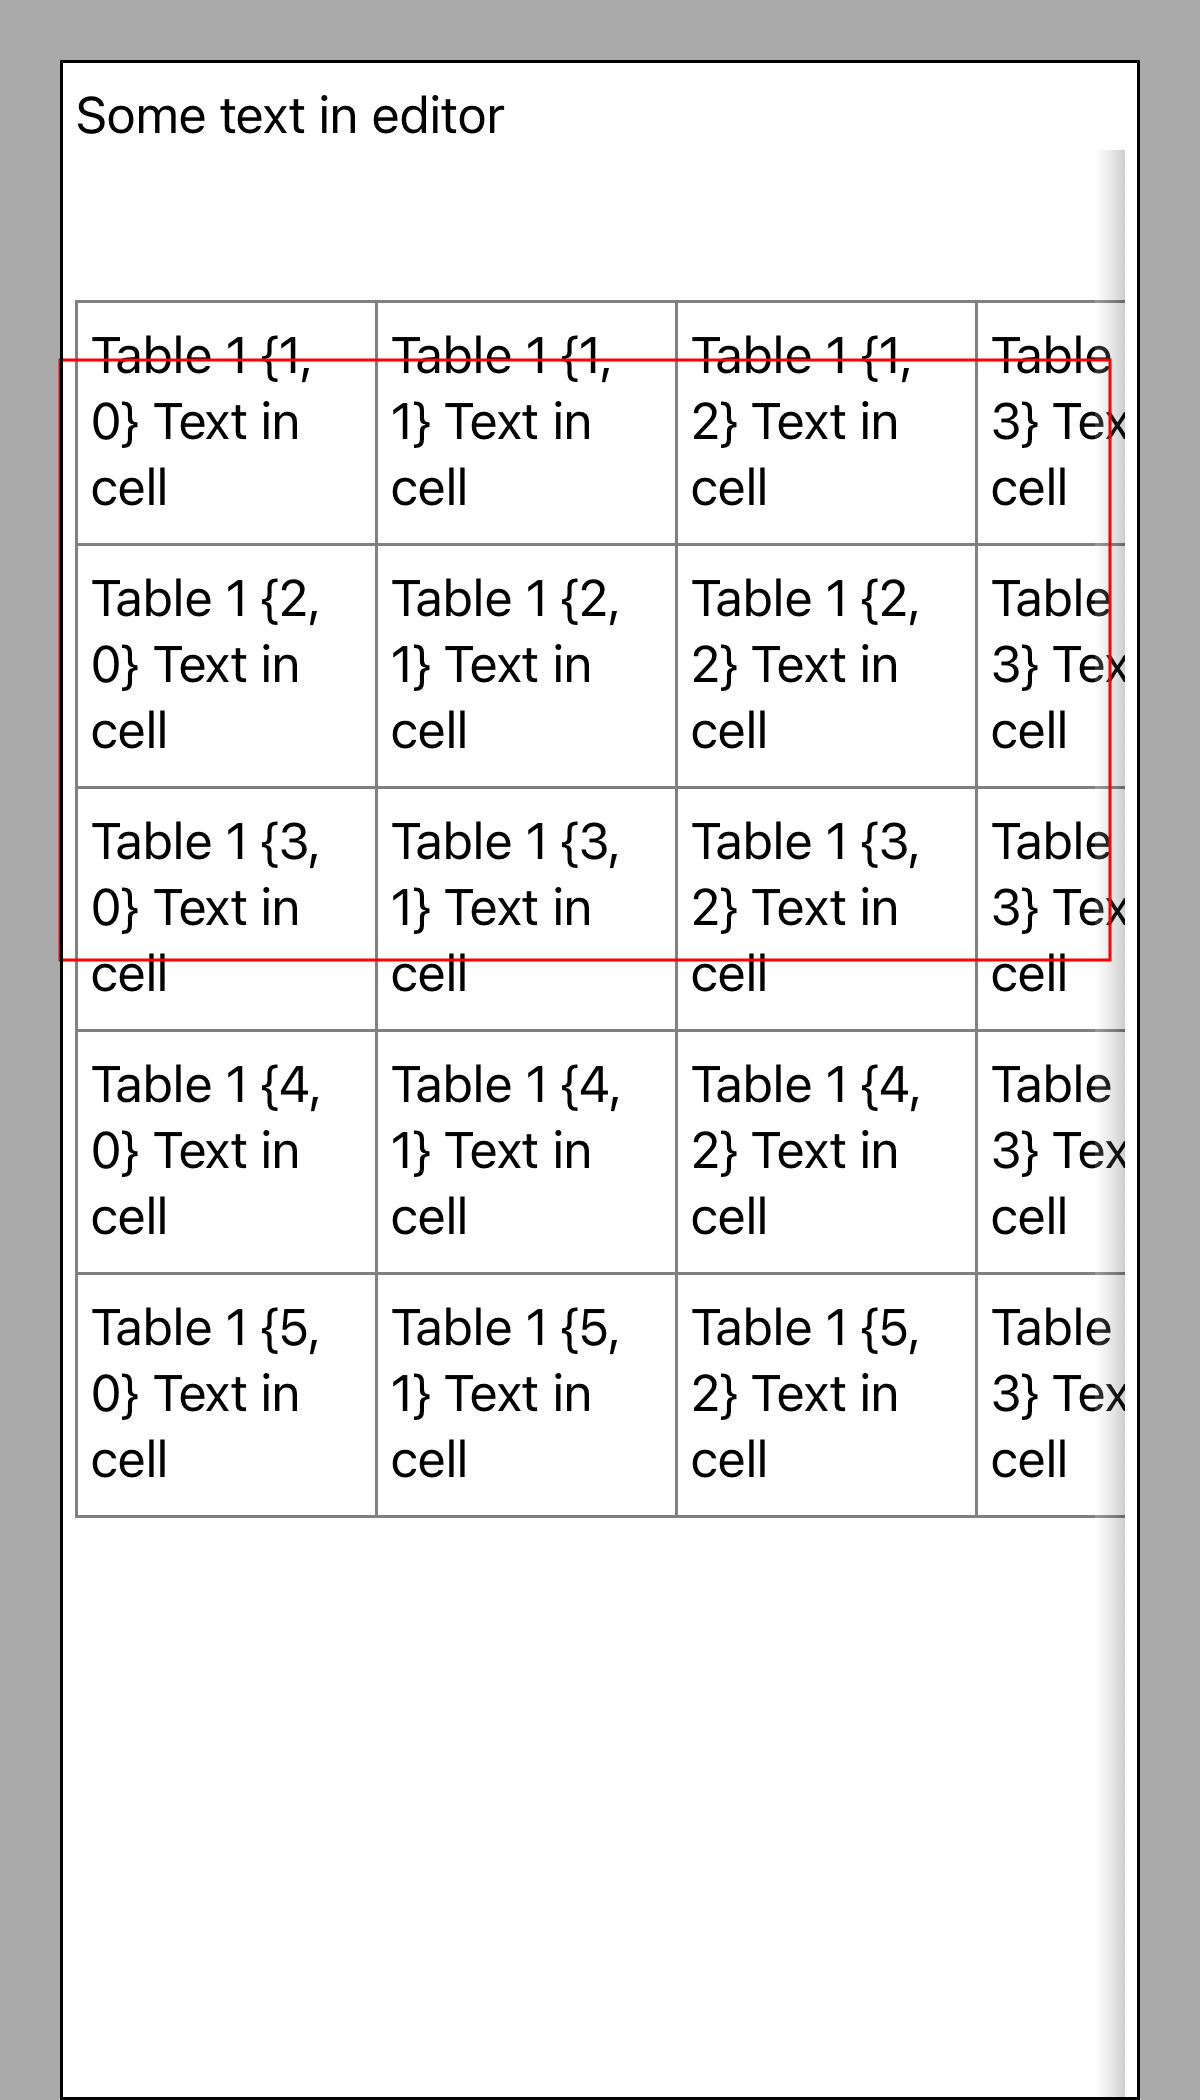 Some text in editor
Table 1 {1, Table 1 {1, Table 1 {1, Table
0} Text in 1} Text in 2} Text in 3} Tex
cell cell cell cell
Table 1 {2, Table 1 {2, Table 1 {2, Table
0} Text in 1} Text in 2} Text in 3} Tex
cell cell cell cell
Table 1 {3, Table 1 {3, Table 1 {3, Table
0} Text in 1} Text in 2} Text in 3} Tex
cell cell cell cell
Table 1 {4, Table 1 {4, Table 1 {4, Table
0} Text in 1} Text in 2} Text in 3} Tex
cell cell cell cell
Table 1 {5, Table 1 {5, Table 1 {5, Table
0} Text in 1} Text in 2} Text in 3} Tex
cell cell cell cell